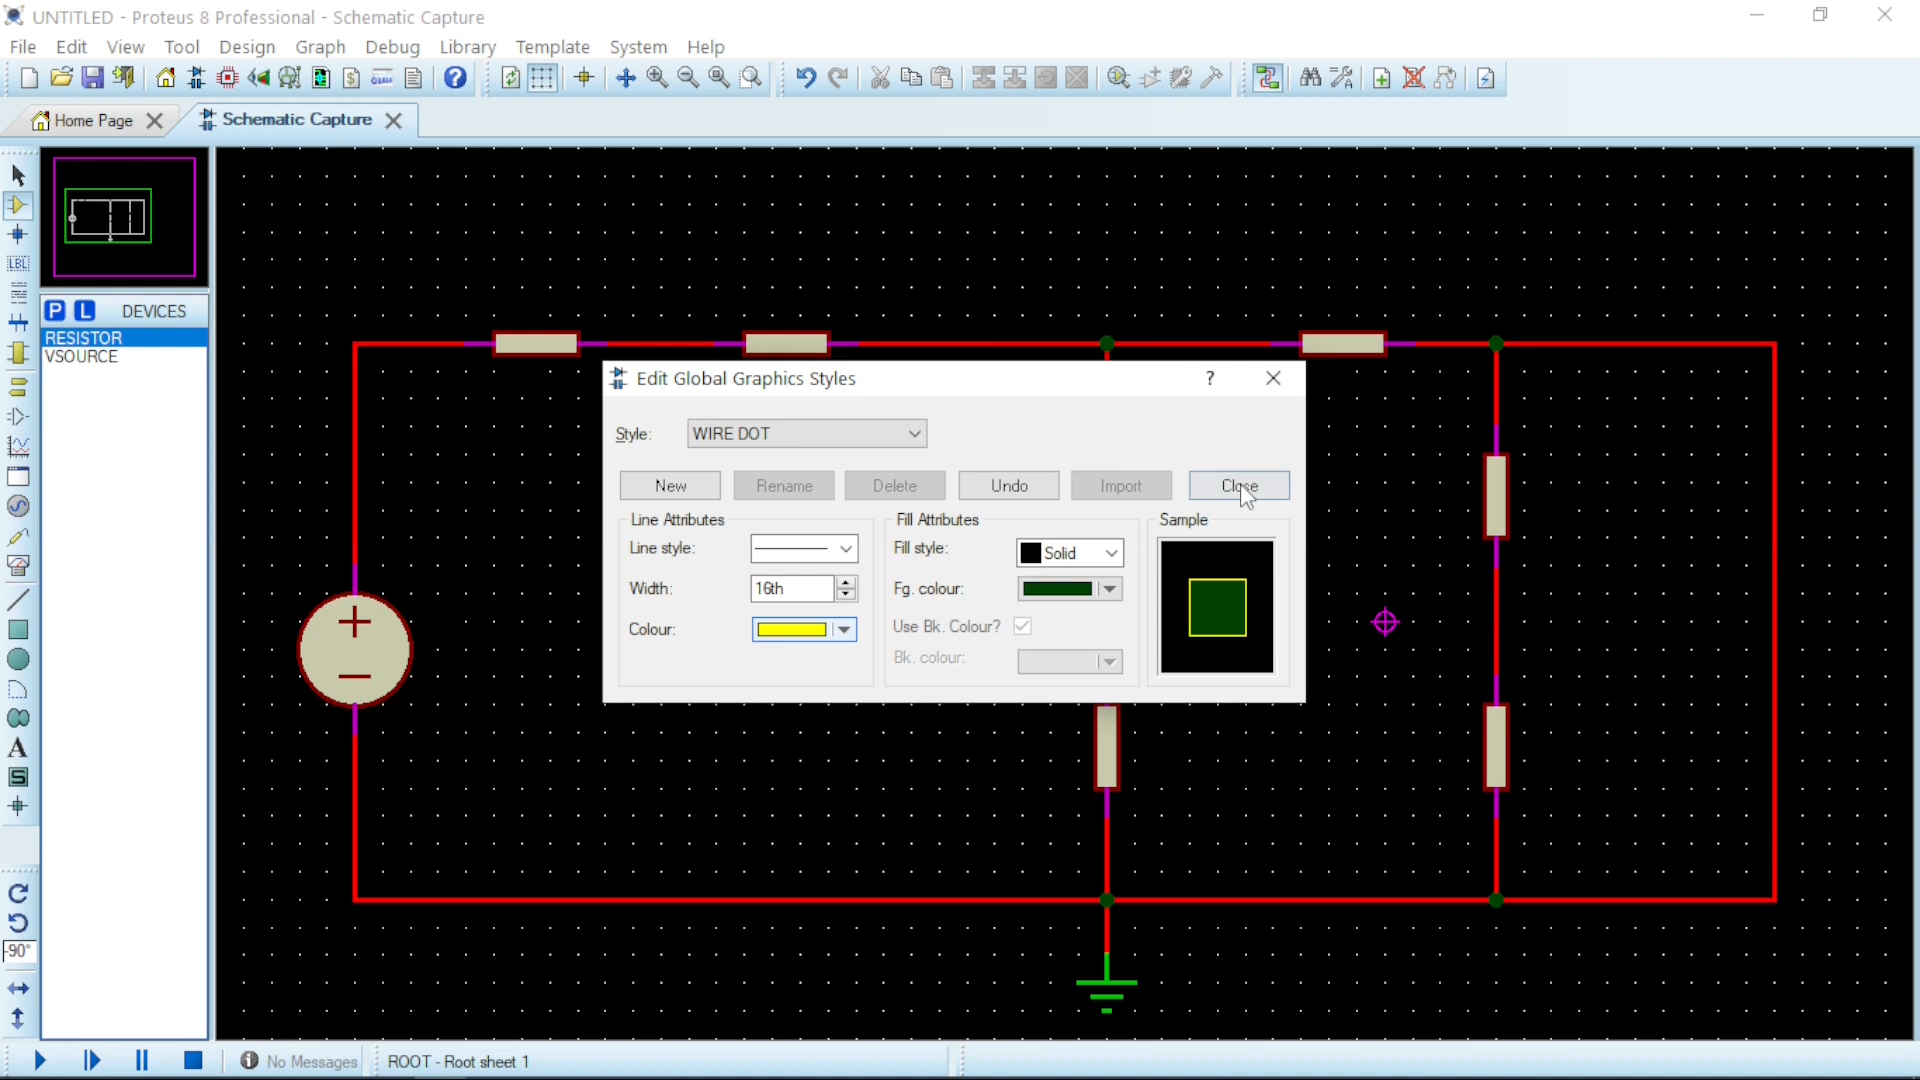 UNTITLED - Proteus 8 Professional - Schematic Capture
File Edit View Tool Design Graph Debug Library Template System Help
Home Page Schematic Capture
LBL
P L DEVICES
RESISTOR
VSOURCE
Edit Global Graphics Styles ?
Style: WIRE DOT
New Rename Delete Undo Import Close
Line Attributes Fill Attributes Sample
Line style: Fill style: Solid
Width: 16th Fg. colour:
Colour: Use Bk. Colour?
Bk. colour:
A
S
-90°
No Messages ROOT - Root sheet 1